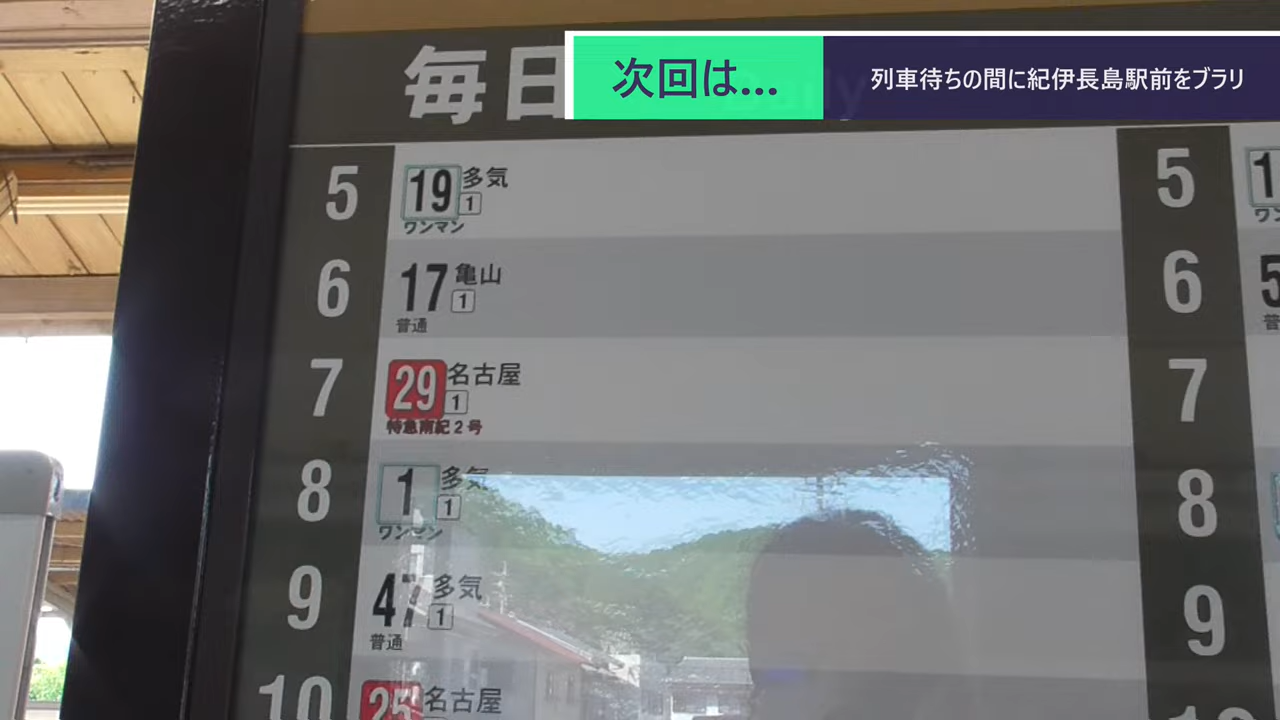 毎日
次回は…
列車待ちの間に紀伊長島駅前をブラリ
5 19 多気 1
ワンマン
6 17 亀山 1
普通
7 29 名古屋 1
特急南紀2号
8 1 多気 1
ワンマン
9 47 多気 1
普通
10 25 名古屋
5
6
7
8
9